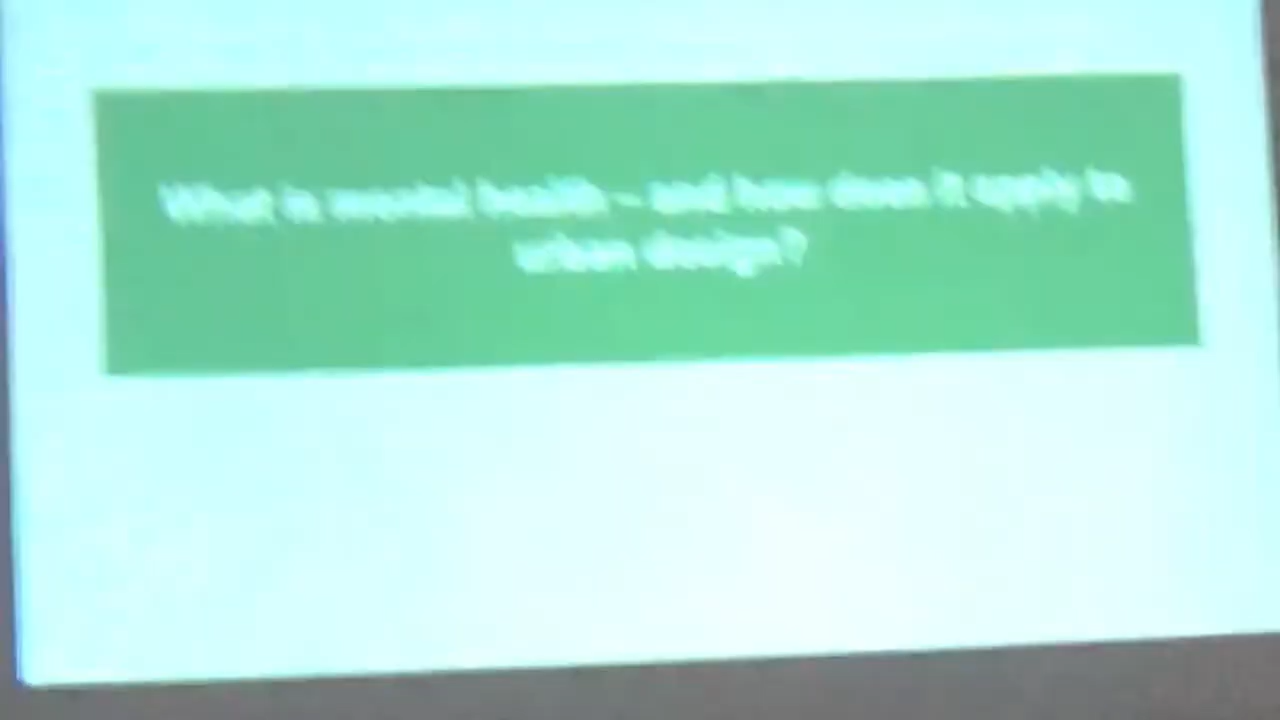 What is mental health – and how does it apply to
urban design?